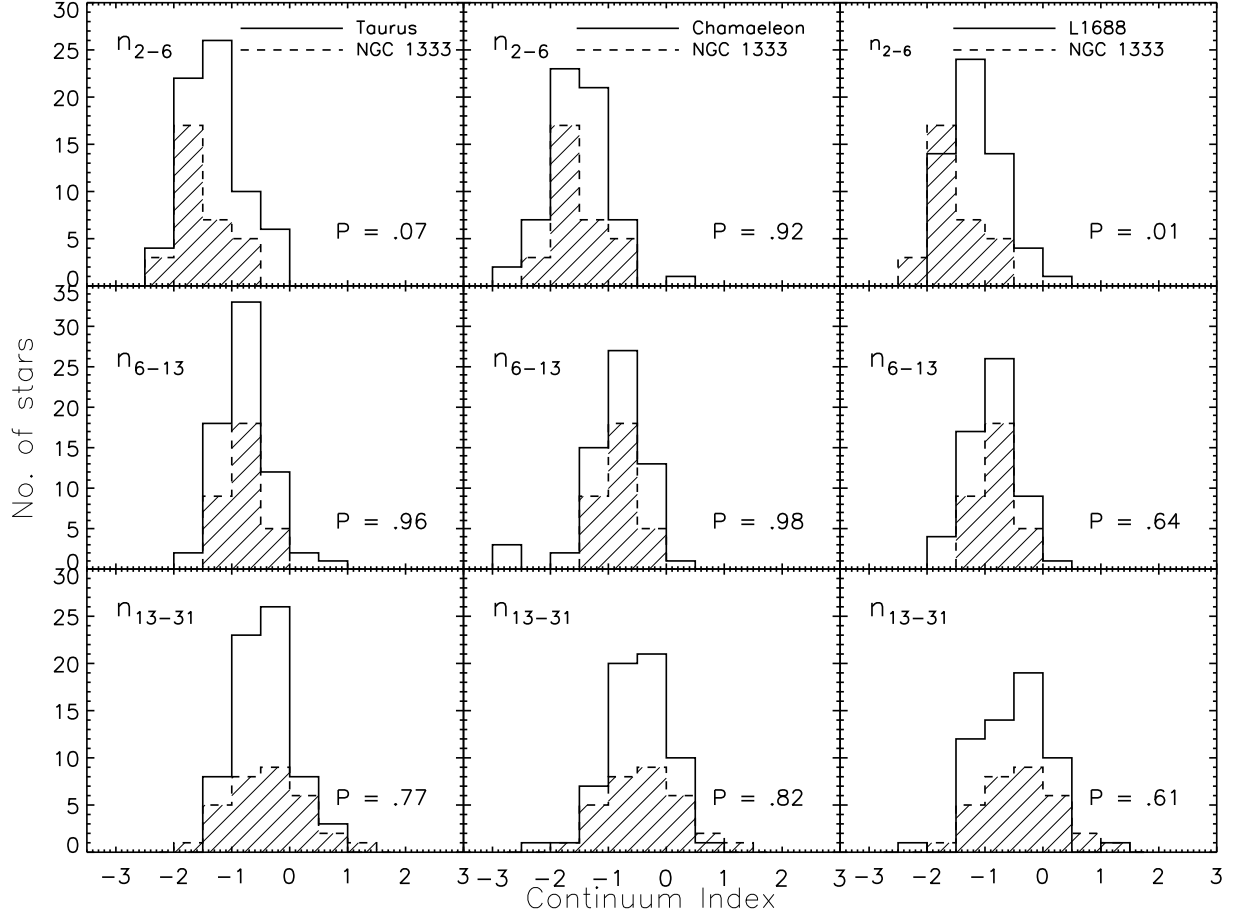 Taurus
NGC 1333
n2-6
P = .07
Chamaeleon
NGC 1333
n2-6
P = .92
L1688
NGC 1333
n2-6
P = .01
30
25
20
15
10
5
0
n6-13
P = .96
n6-13
P = .98
n6-13
P = .64
35
30
25
20
15
10
5
0
n13-31
P = .77
n13-31
P = .82
n13-31
P = .61
30
25
20
15
10
5
0
-3 -2 -1 0 1 2 3
-3 -2 -1 0 1 2 3
-3 -2 -1 0 1 2 3
No. of stars
Continuum Index